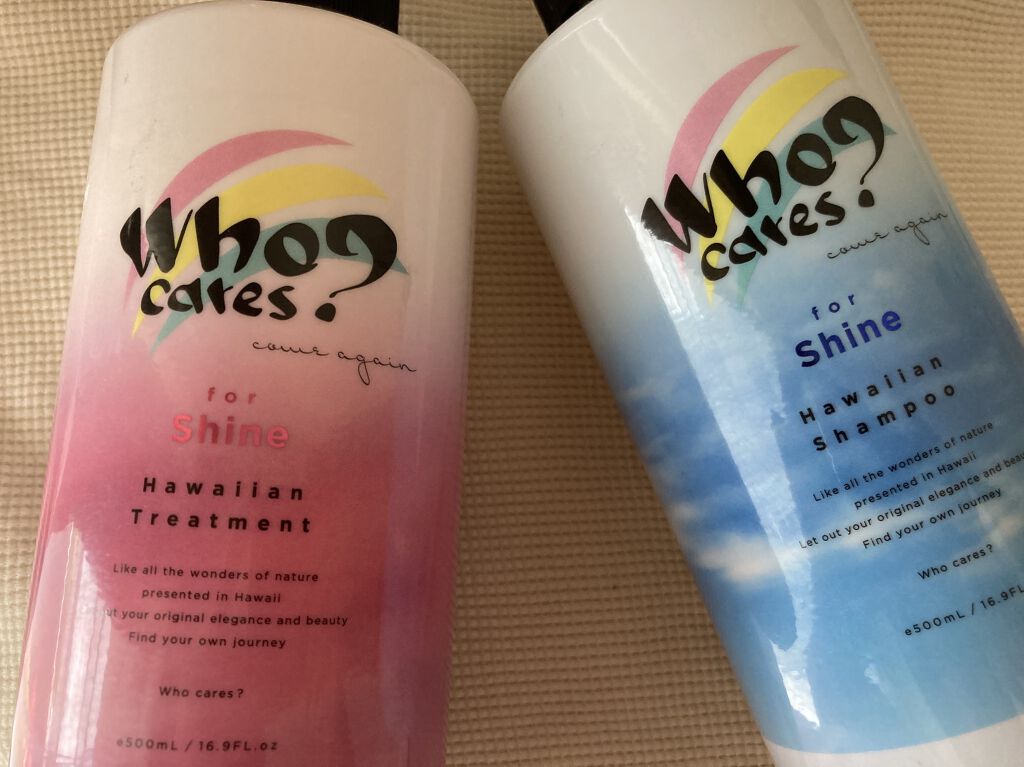 Who
cares?
come again
for
Shine
Hawaiian
Treatment
Like all the wonders of nature
presented in Hawaii
your original elegance and beauty
Find your own journey
Who cares?
e500mL / 16.9FL.oz
Who
cares?
come again
for
Shine
Hawaiian
Shampoo
Like all the wonders of nature
presented in Hawaii
Let out your original elegance and
Find your own journey
Who cares?
e500mL / 16.9FL